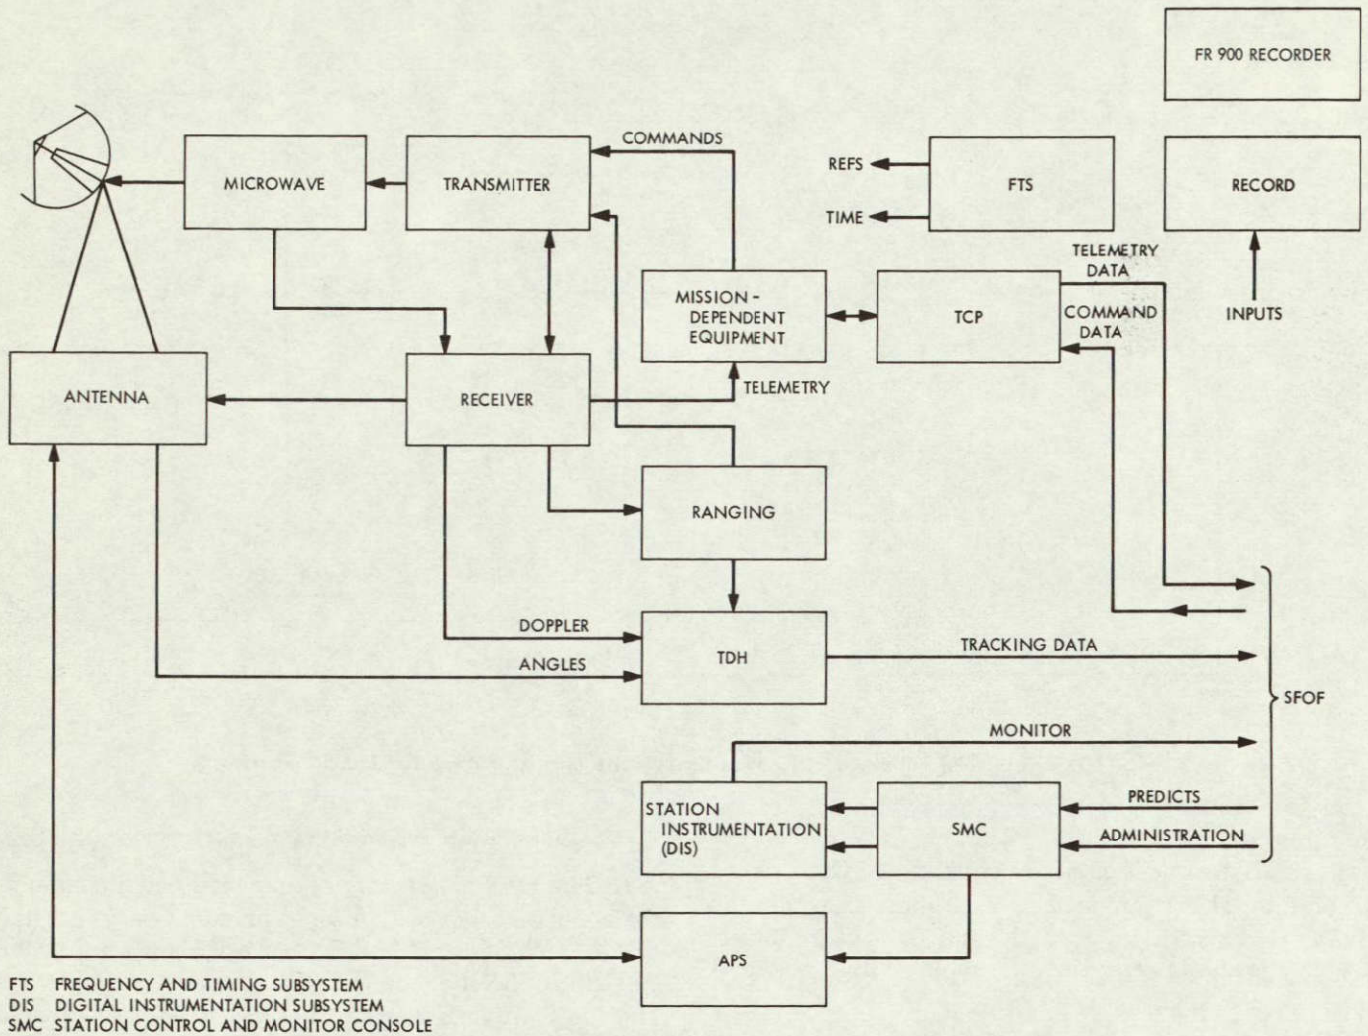 FR 900 RECORDER
COMMANDS
MICROWAVE
TRANSMITTER
REFS
TIME
FTS
RECORD
TELEMETRY
DATA
MISSION -
DEPENDENT
EQUIPMENT
TCP
COMMAND
DATA
INPUTS
ANTENNA
RECEIVER
TELEMETRY
RANGING
DOPPLER
ANGLES
TDH
TRACKING DATA
SFOF
MONITOR
STATION
INSTRUMENTATION
(DIS)
SMC
PREDICTS
ADMINISTRATION
APS
FTS FREQUENCY AND TIMING SUBSYSTEM
DIS DIGITAL INSTRUMENTATION SUBSYSTEM
SMC STATION CONTROL AND MONITOR CONSOLE